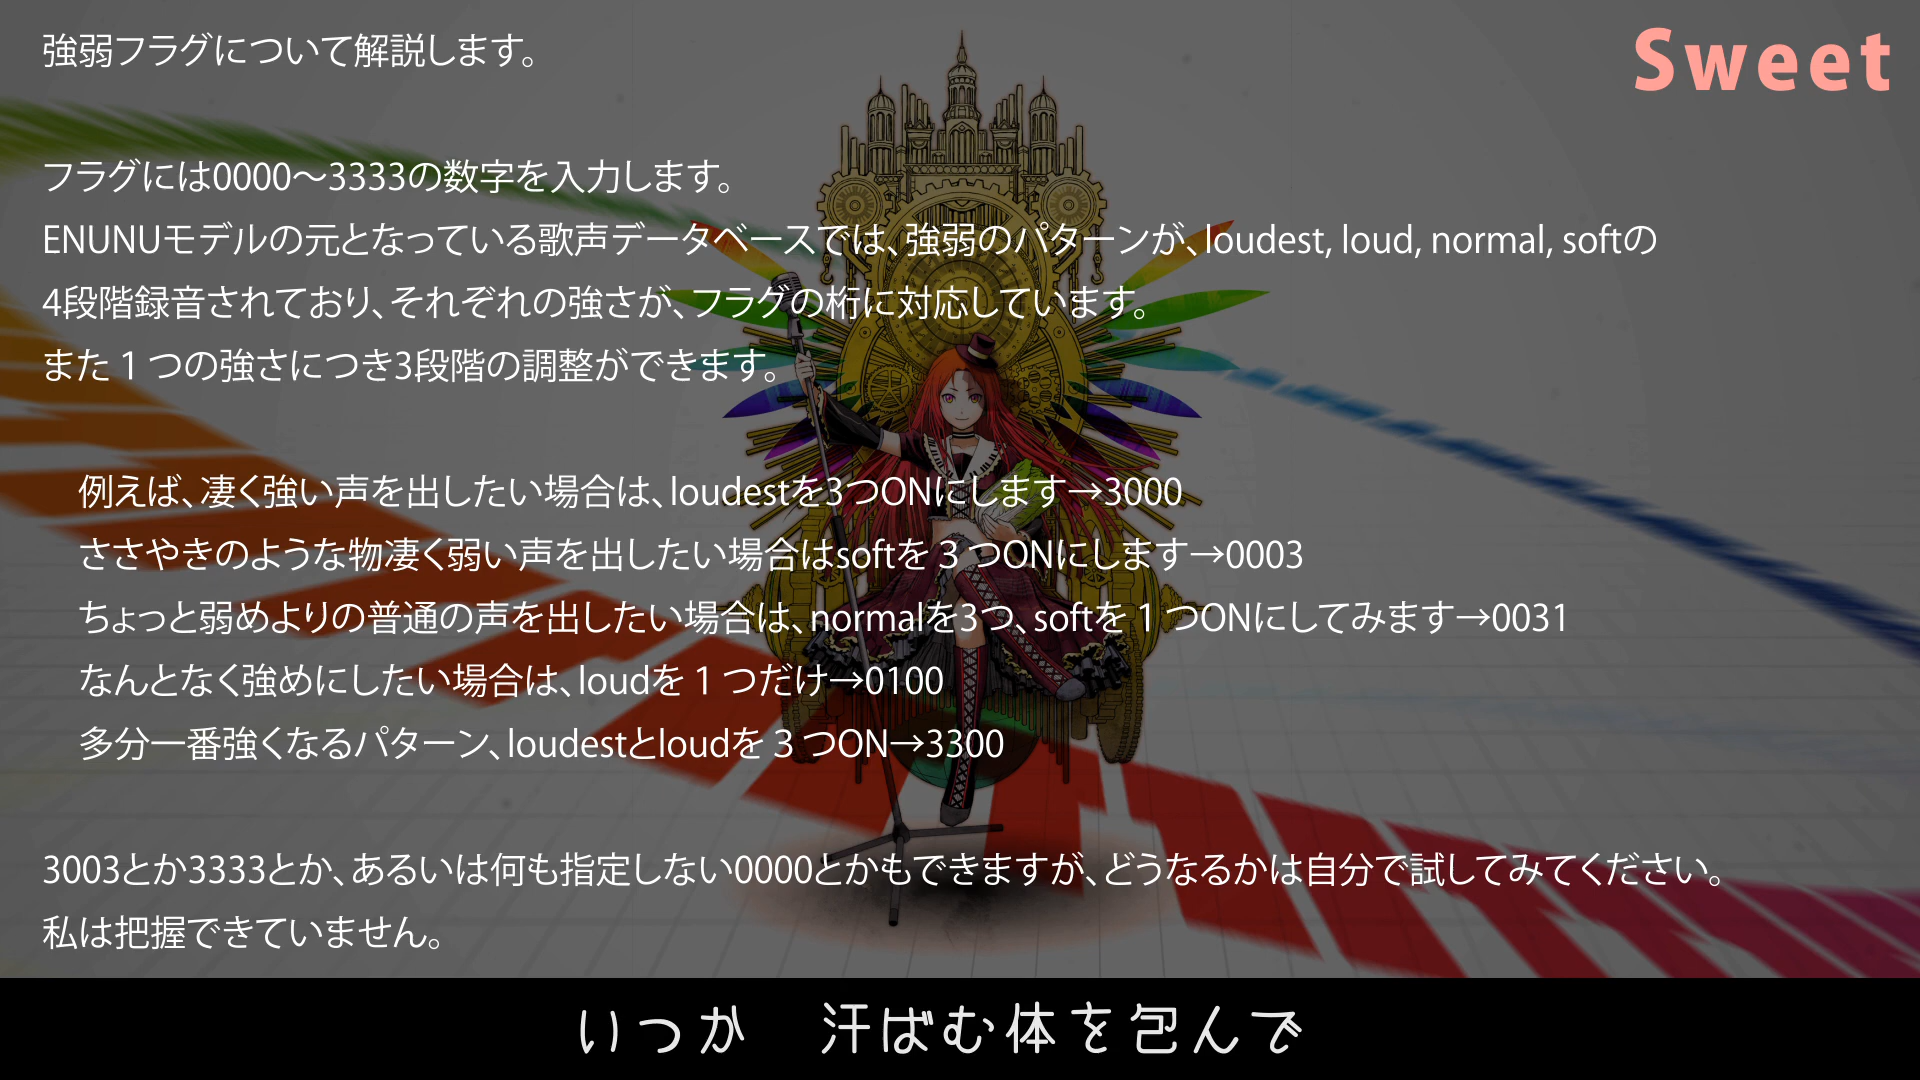 強弱フラグについて解説します。
Sweet
フラグには0000～3333の数字を入力します。
ENUNUモデルの元となっている歌声データベースでは、強弱のパターンが、loudest, loud, normal, softの
4段階録音されており、それぞれの強さが、フラグの桁に対応しています。
また１つの強さにつき3段階の調整ができます。
例えば、凄く強い声を出したい場合は、loudestを3つONにします→3000
ささやきのような物凄く弱い声を出したい場合はsoftを３つONにします→0003
ちょっと弱めよりの普通の声を出したい場合は、normalを3つ、softを１つONにしてみます→0031
なんとなく強めにしたい場合は、loudを１つだけ→0100
多分一番強くなるパターン、loudestとloudを３つON→3300
3003とか3333とか、あるいは何も指定しない0000とかもできますが、どうなるかは自分で試してみてください。
私は把握できていません。
いつか　汗ばむ体を包んで